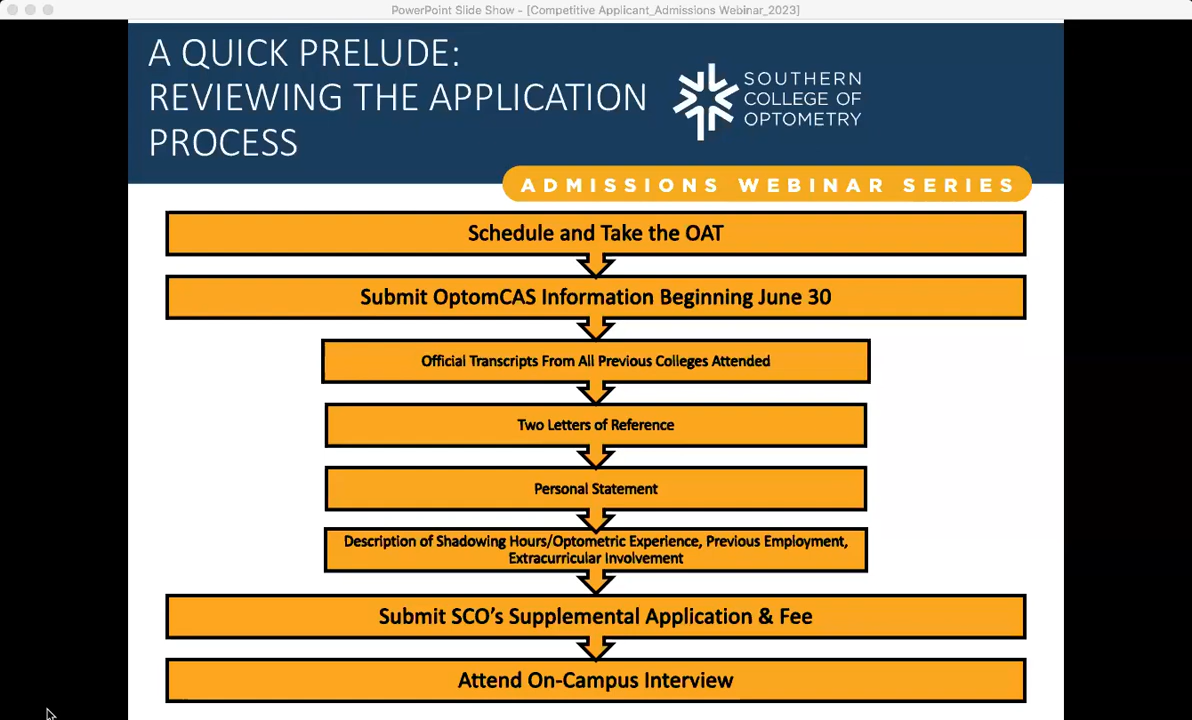 PowerPoint Slide Show - [Competitive Applicant_Admissions Webinar_2023]
A QUICK PRELUDE:
REVIEWING THE APPLICATION
PROCESS
SOUTHERN
COLLEGE OF
OPTOMETRY
ADMISSIONS WEBINAR SERIES
Schedule and Take the OAT
Submit OptomCAS Information Beginning June 30
Official Transcripts From All Previous Colleges Attended
Two Letters of Reference
Personal Statement
Description of Shadowing Hours/Optometric Experience, Previous Employment,
Extracurricular Involvement
Submit SCO’s Supplemental Application & Fee
Attend On-Campus Interview